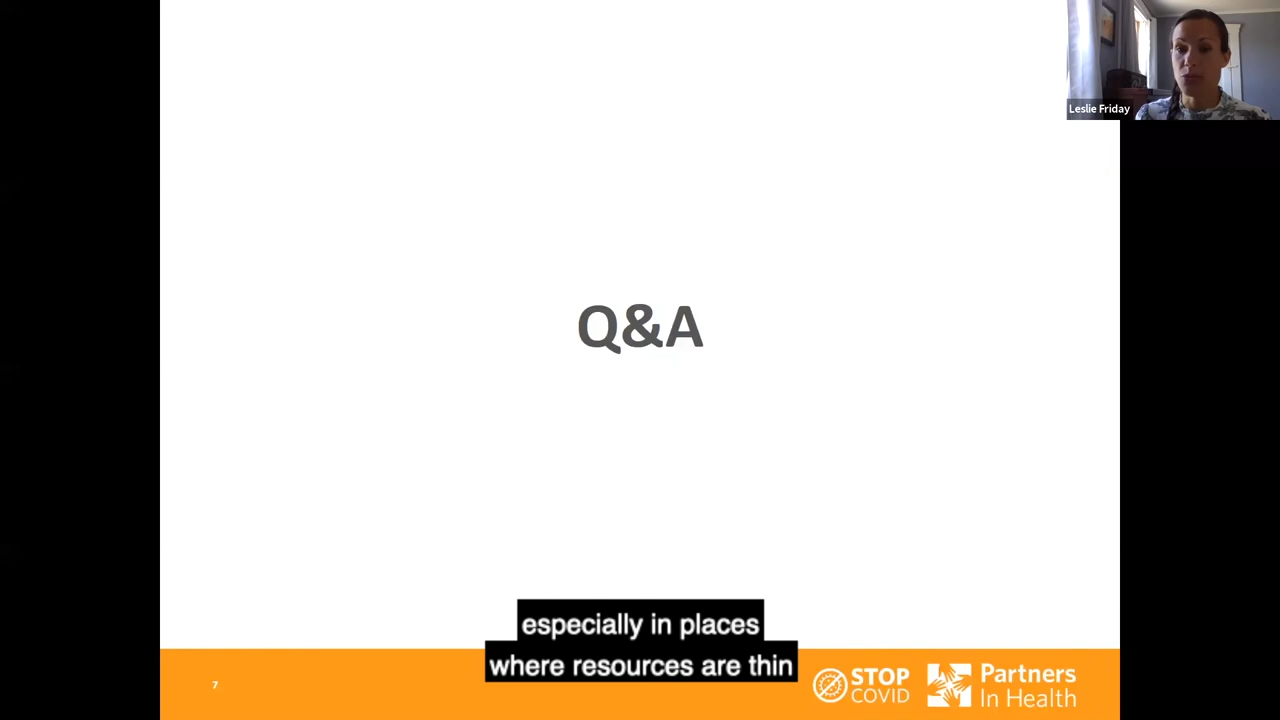 Leslie Friday
Q&A
especially in places
where resources are thin
7
STOP
COVID
Partners
In Health